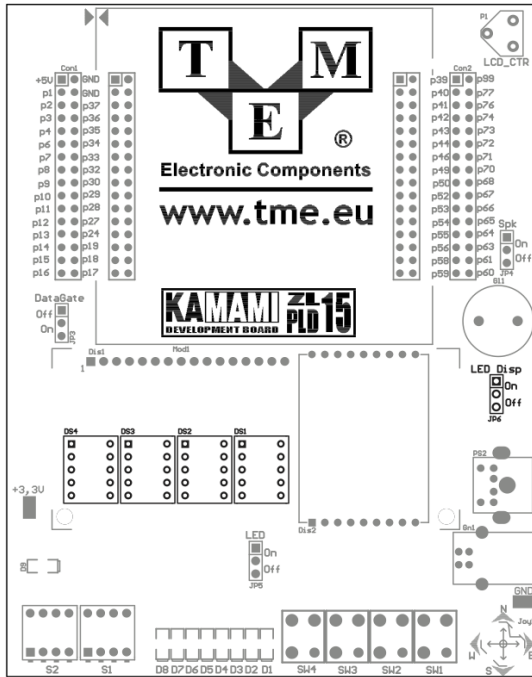 P1
LCD_CTR
Con1
Con2
+5V GND p39 p99
p1 GND p40 p77
p2 p37 p41 p76
p3 p36 p42 p74
p4 p35 p43 p73
p6 p34 p44 p72
p7 p33 p46 p71
p8 p32 p49 p70
p9 p30 p50 p68
p10 p29 p52 p67
p11 p28 p53 p66
p12 p27 p54 p65
p13 p24 p55 p64
p14 p19 p56 p63
p15 p18 p58 p61
p16 p17 p59 p60
T M E ®
Electronic Components
www.tme.eu
Spk
On
Off
JP4
Gl1
KAMAMI ZL PLD 15
DEVELOPMENT BOARD
DataGate
Off
On
JP3
Dis1
Mod1
1
LED Disp
On
Off
JP6
DS4 DS3 DS2 DS1
PS2
+3,3V
Dis2
Gn1
LED
On
Off
JP5
D9
GND
Joy
N
W E
S
S2 S1
D8 D7 D6 D5 D4 D3 D2 D1
SW4 SW3 SW2 SW1